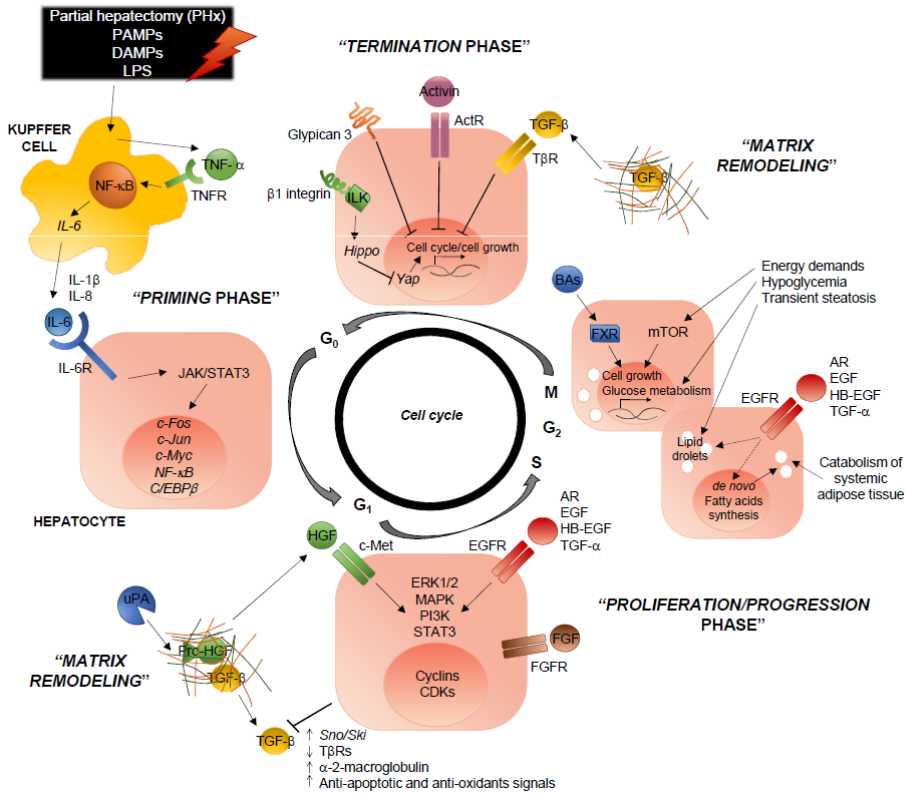 Partial hepatectomy (PHx)
PAMPs
DAMPs
LPS
KUPFFER
CELL
TNF-α
TNFR
NF-κB
IL-6
IL-1β
IL-8
IL-6
IL-6R
"PRIMING PHASE"
JAK/STAT3
c-Fos
c-Jun
c-Myc
NF-κB
C/EBPβ
HEPATOCYTE
"TERMINATION PHASE"
Activin
ActR
Glypican 3
TGF-β
TβR
β1 integrin
ILK
Hippo
Yap
Cell cycle/cell growth
"MATRIX
REMODELING"
TGF-β
G0
G1
S
G2
M
Cell cycle
BAs
FXR
mTOR
Cell growth
Glucose metabolism
Energy demands
Hypoglycemia
Transient steatosis
EGFR
AR
EGF
HB-EGF
TGF-α
Lipid
drolets
de novo
Fatty acids
synthesis
Catabolism of
systemic
adipose tissue
HGF
c-Met
EGFR
AR
EGF
HB-EGF
TGF-α
ERK1/2
MAPK
PI3K
STAT3
FGF
FGFR
Cyclins
CDKs
"PROLIFERATION/PROGRESSION
PHASE"
uPA
Pro-HGF
TGF-β
"MATRIX
REMODELING"
TGF-β
↑ Sno/Ski
↓ TβRs
↑ α-2-macroglobulin
↑ Anti-apoptotic and anti-oxidants signals